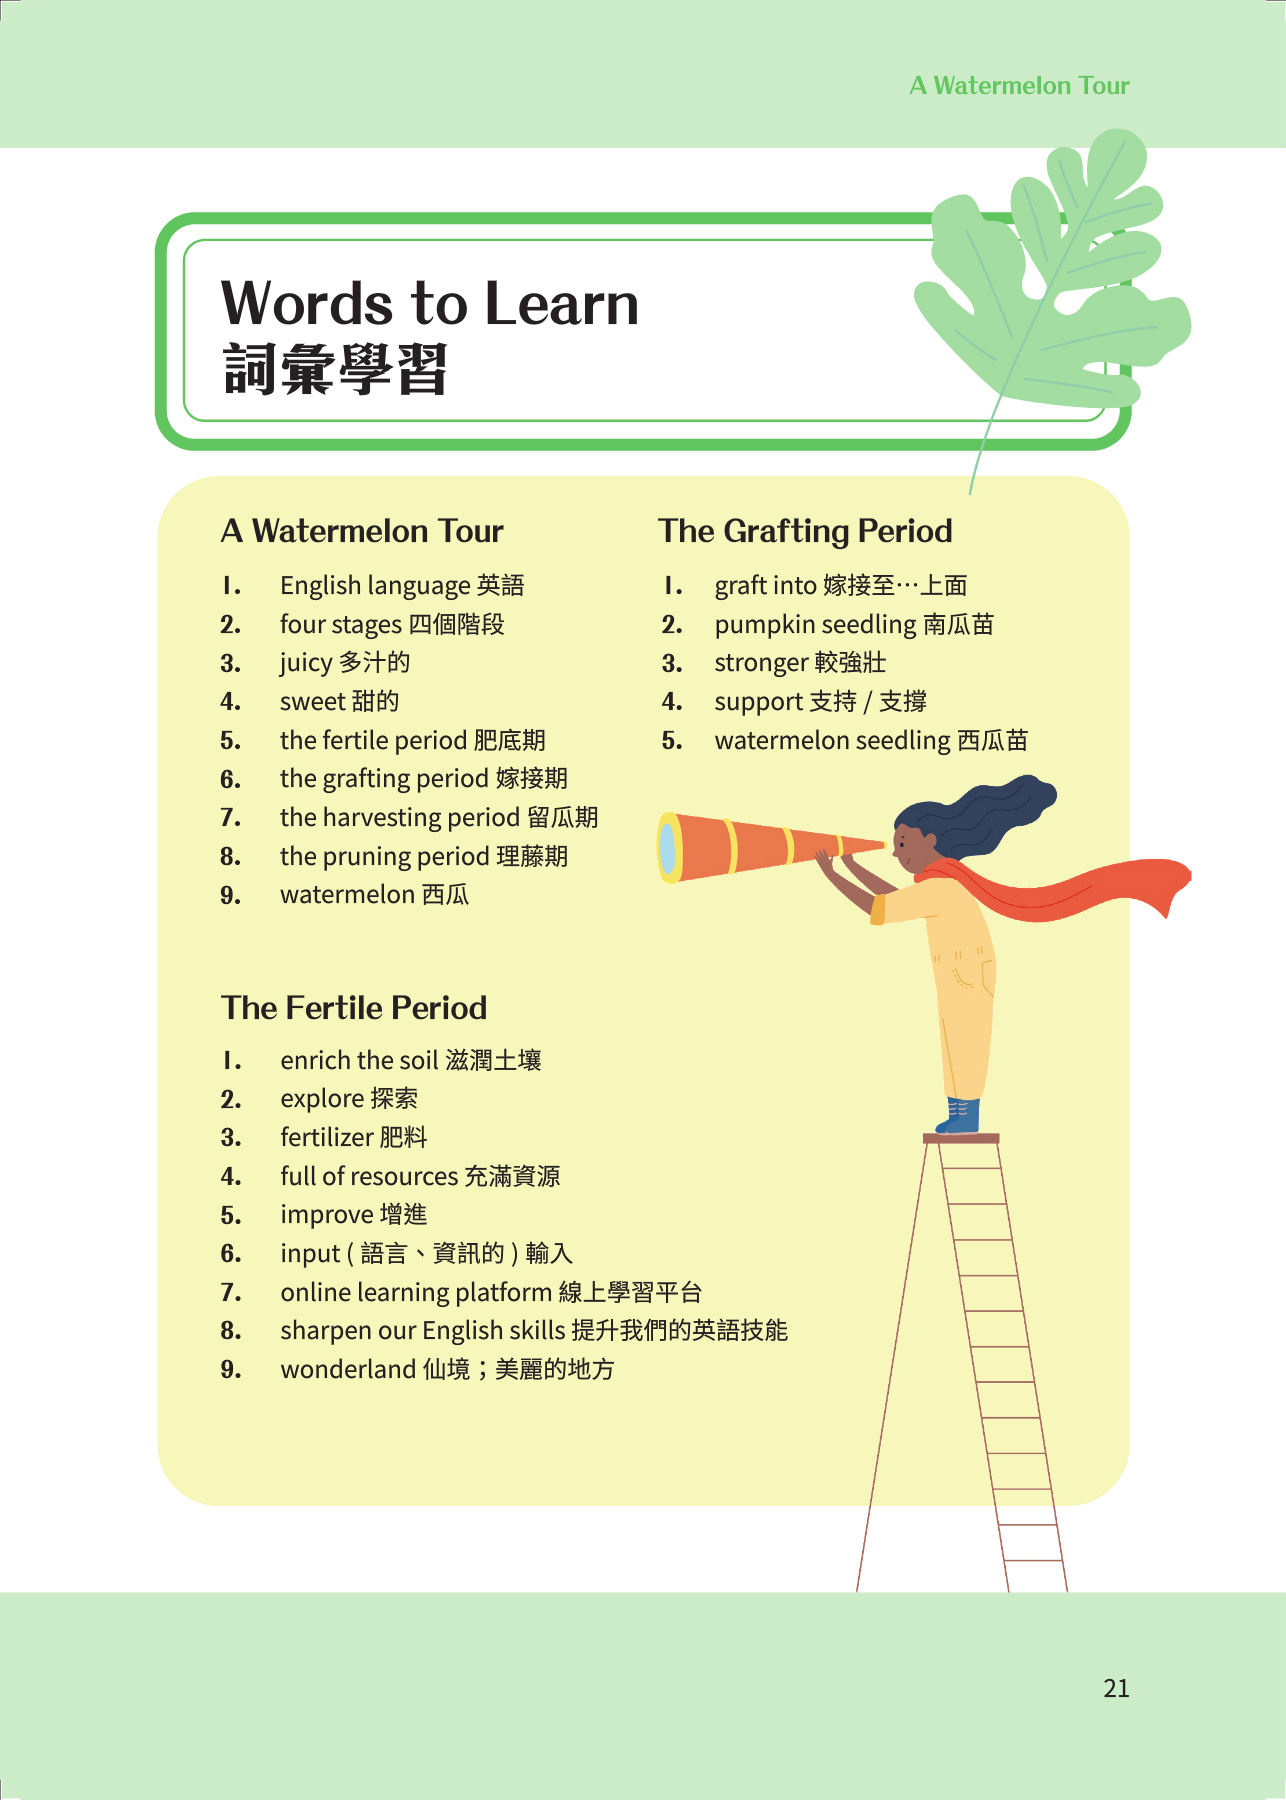 A Watermelon Tour
Words to Learn
詞彙學習
A Watermelon Tour
1. English language 英語
2. four stages 四個階段
3. juicy 多汁的
4. sweet 甜的
5. the fertile period 肥底期
6. the grafting period 嫁接期
7. the harvesting period 留瓜期
8. the pruning period 理藤期
9. watermelon 西瓜
The Grafting Period
1. graft into 嫁接至…上面
2. pumpkin seedling 南瓜苗
3. stronger 較強壯
4. support 支持 / 支撐
5. watermelon seedling 西瓜苗
The Fertile Period
1. enrich the soil 滋潤土壤
2. explore 探索
3. fertilizer 肥料
4. full of resources 充滿資源
5. improve 增進
6. input ( 語言、資訊的 ) 輸入
7. online learning platform 線上學習平台
8. sharpen our English skills 提升我們的英語技能
9. wonderland 仙境；美麗的地方
21